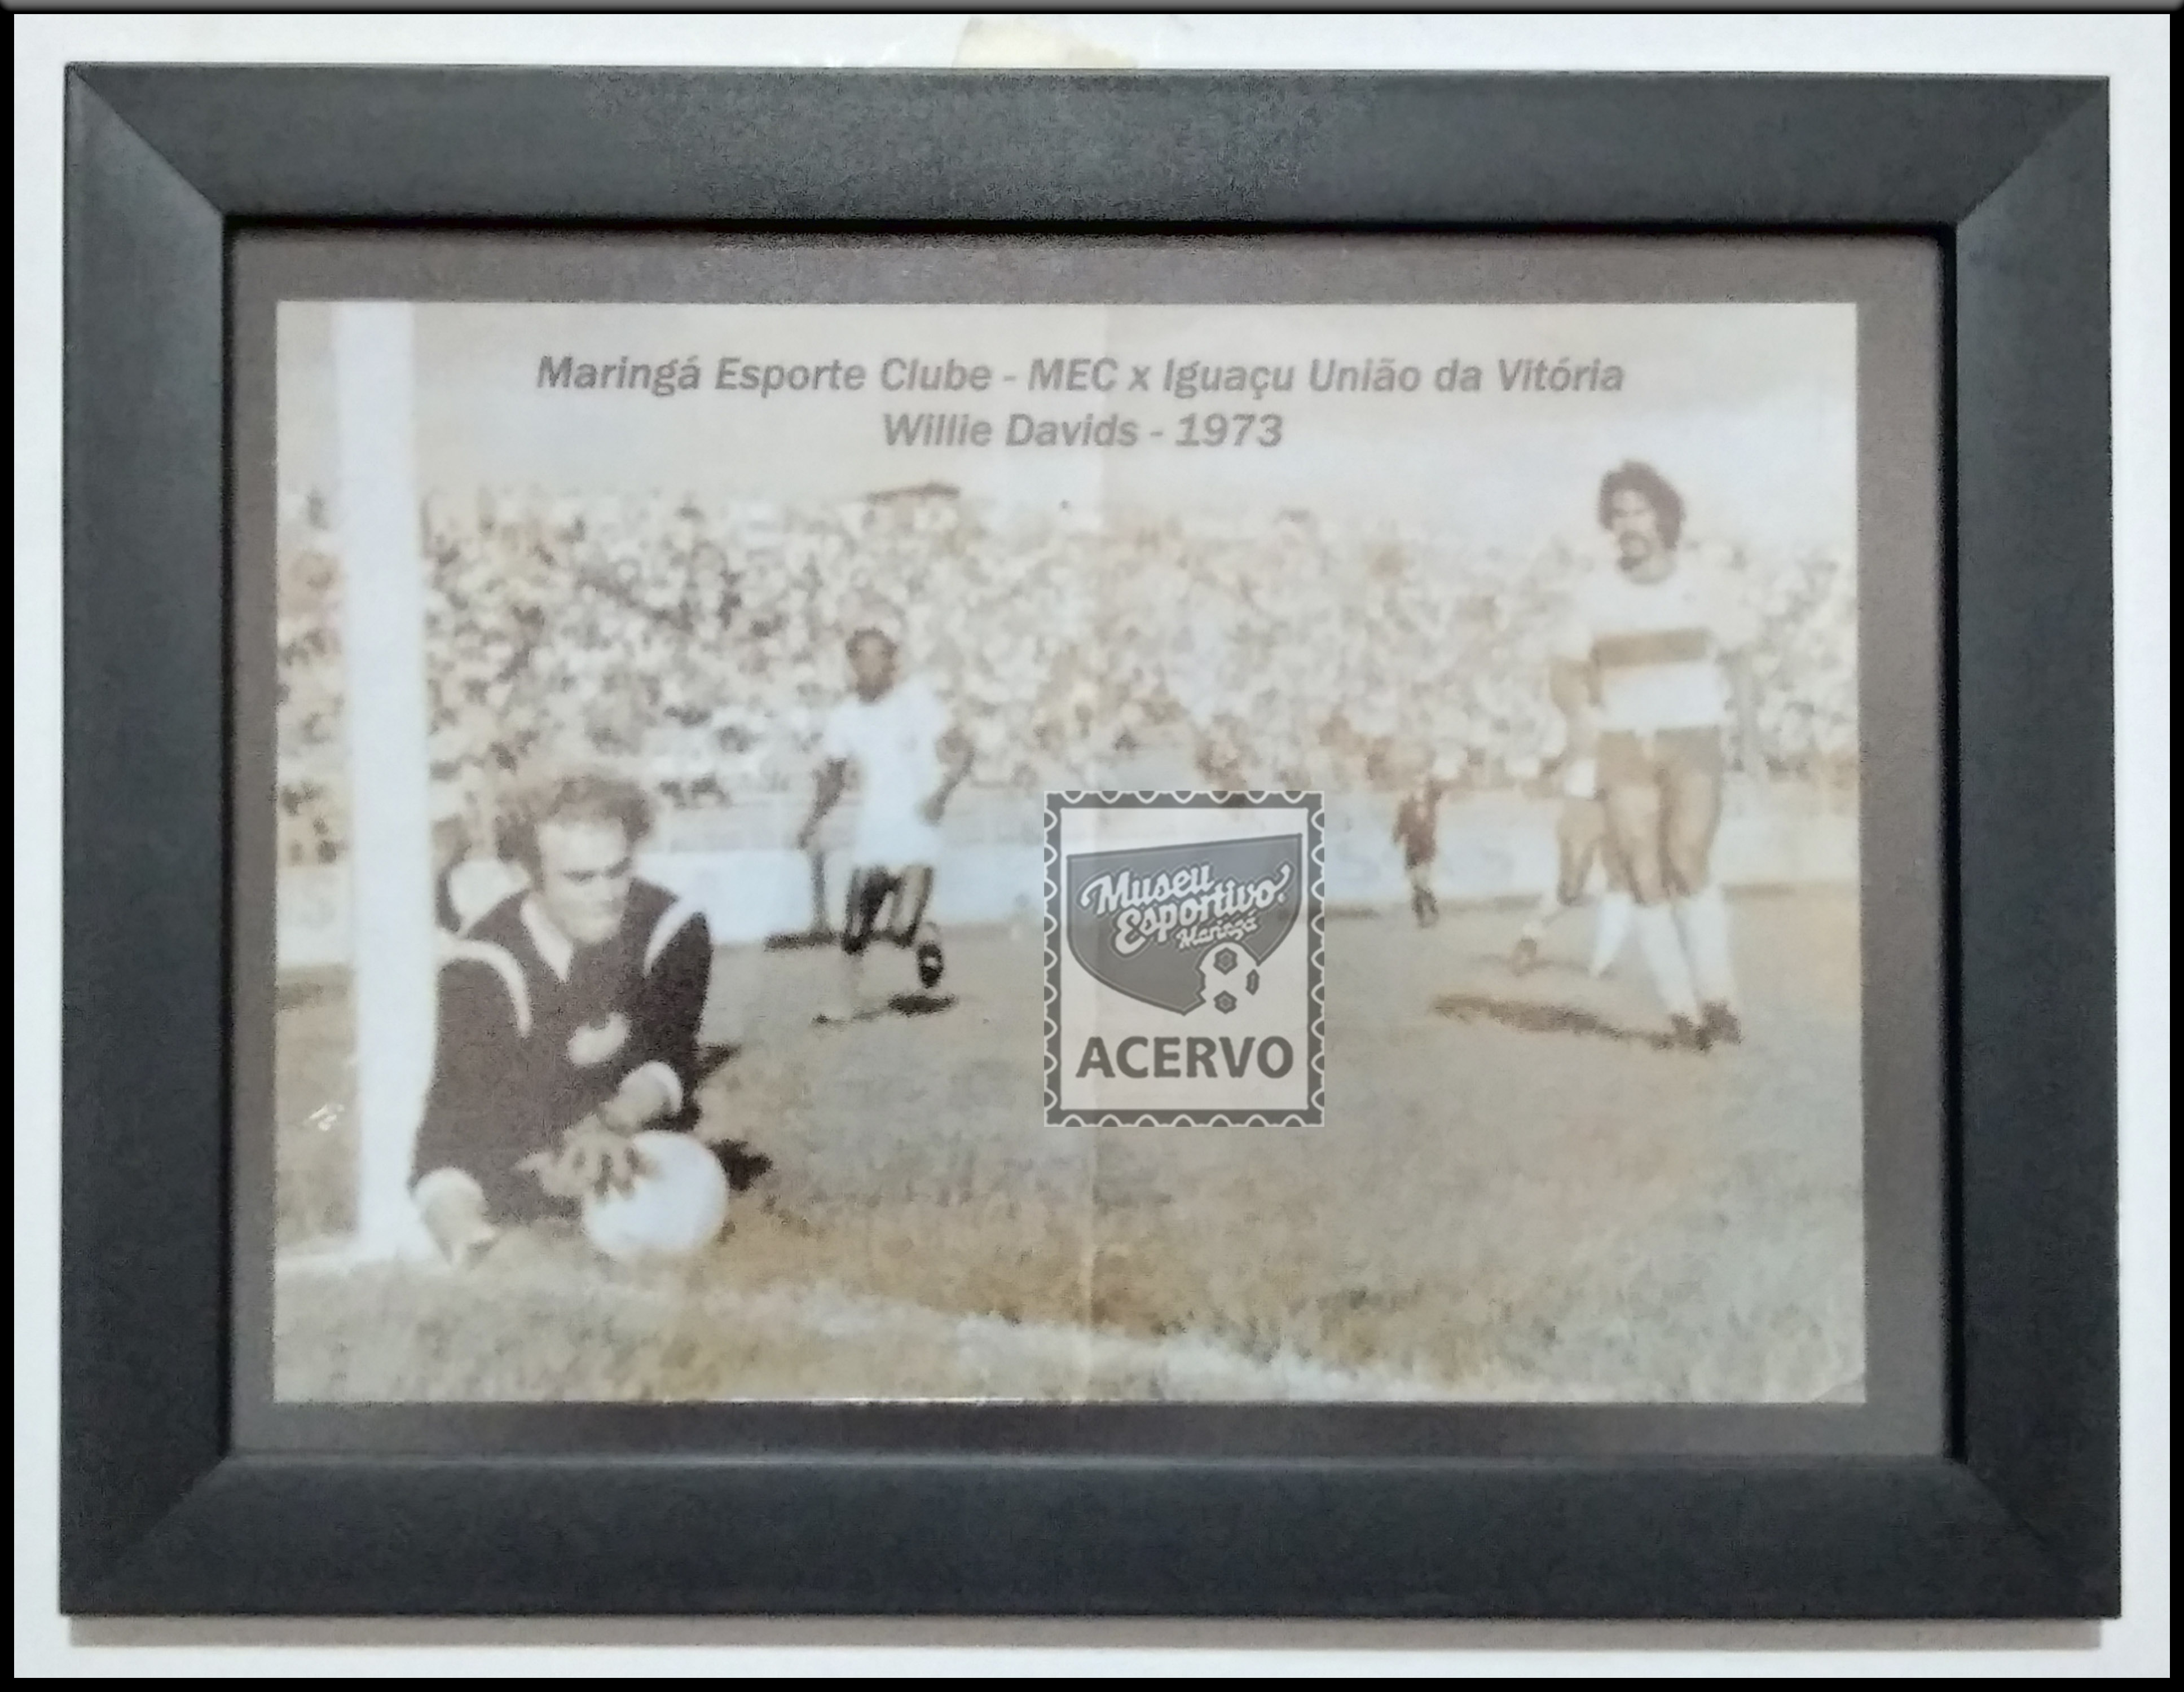 Maringá Esporte Clube - MEC x Iguaçu União da Vitória
Willie Davids - 1973
Museu
Esportivo
Maringá
ACERVO